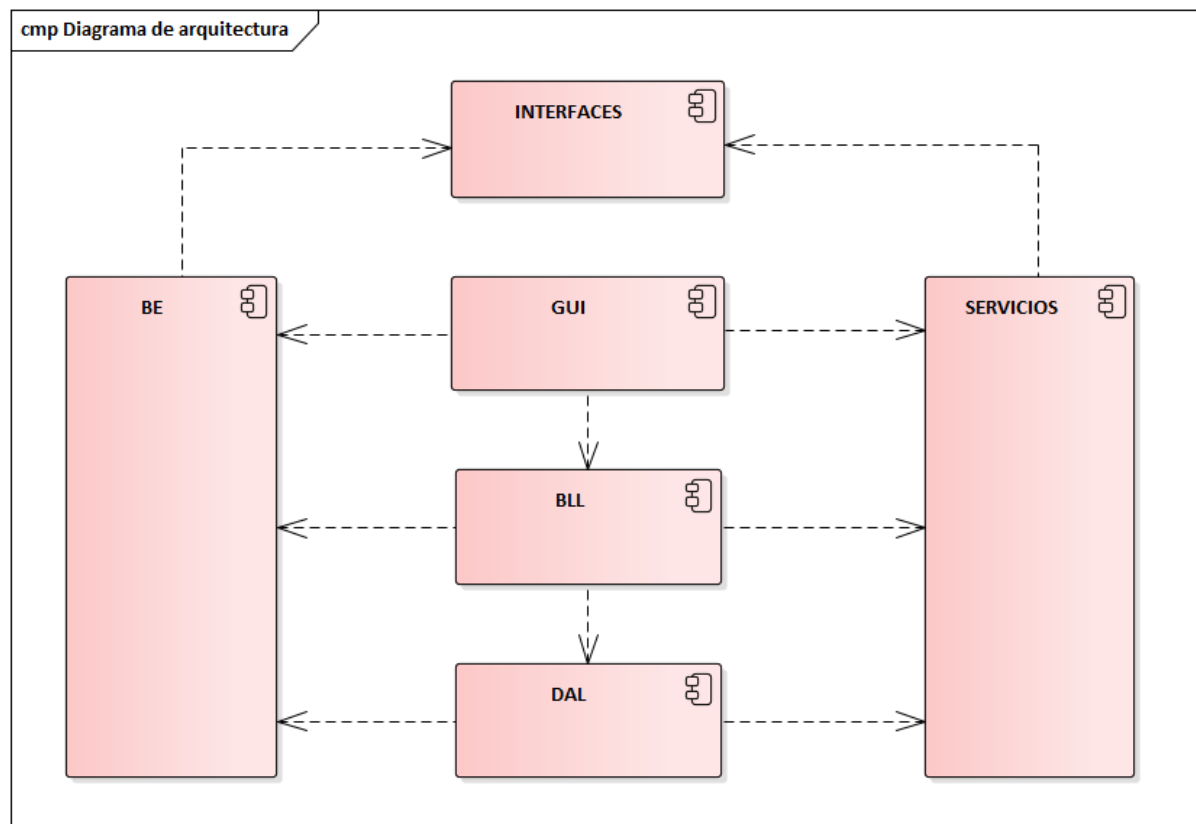 cmp Diagrama de arquitectura
INTERFACES
BE
GUI
SERVICIOS
BLL
DAL